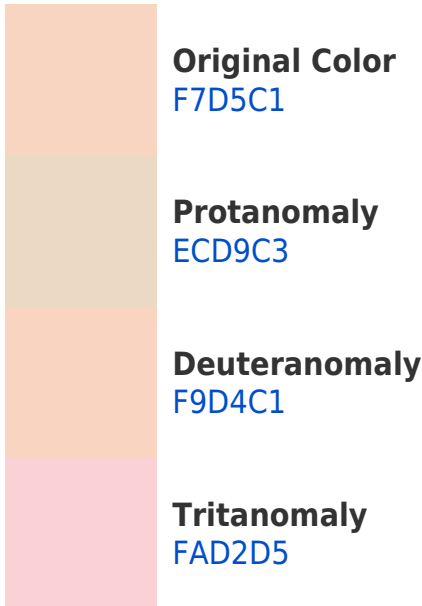 Original Color
F7D5C1
Protanomaly
ECD9C3
Deuteranomaly
F9D4C1
Tritanomaly
FAD2D5